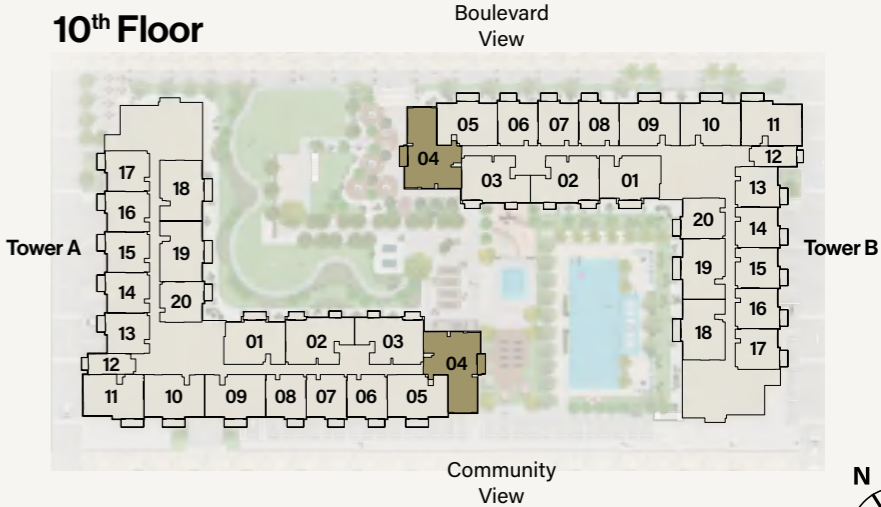 10th Floor
Boulevard
View
05 06 07 08 09 10 11
04
12
03 02 01
13
17
18
16
20
14
Tower A
15
19
19
15
Tower B
14
20
16
13
01 02 03
18
17
12
04
11 10 09 08 07 06 05
Community
View
N